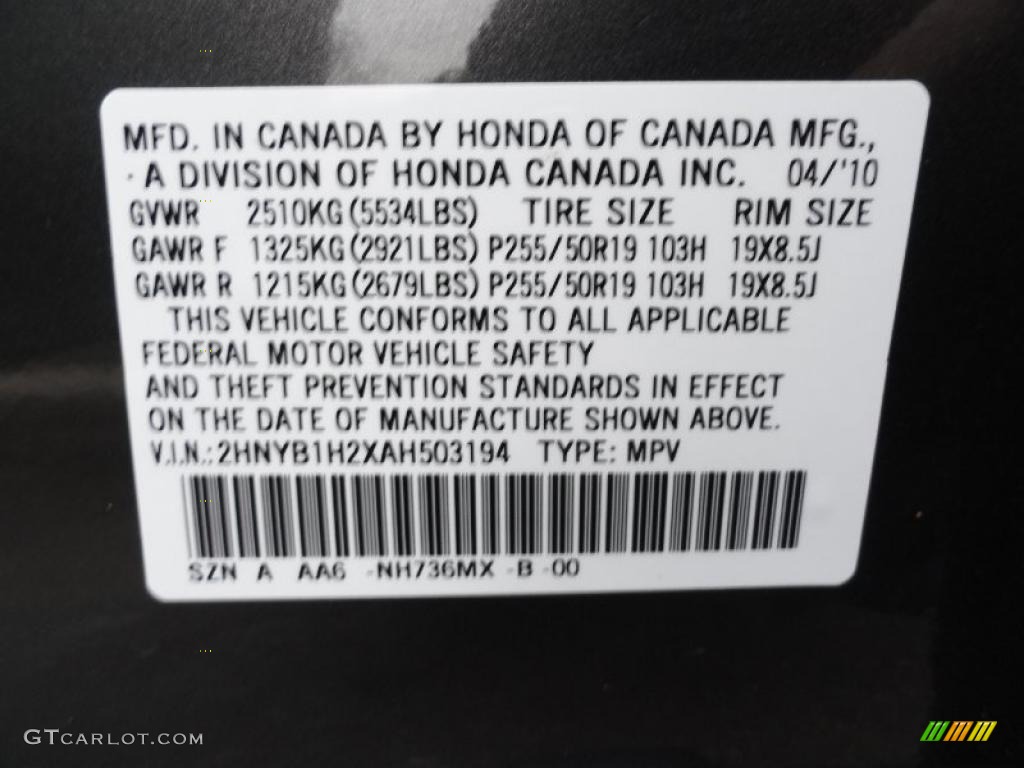 MFD. IN CANADA BY HONDA OF CANADA MFG.,
A DIVISION OF HONDA CANADA INC. 04/'10
GVWR 2510KG (5534LBS) TIRE SIZE RIM SIZE
GAWR F 1325KG (2921LBS) P255/50R19 103H 19X8.5J
GAWR R 1215KG (2679LBS) P255/50R19 103H 19X8.5J
THIS VEHICLE CONFORMS TO ALL APPLICABLE
FEDERAL MOTOR VEHICLE SAFETY
AND THEFT PREVENTION STANDARDS IN EFFECT
ON THE DATE OF MANUFACTURE SHOWN ABOVE.
V.I.N.:2HNYB1H2XAH503194 TYPE: MPV
SZN A AA6 -NH736MX -B -00
GTCARLOT.COM